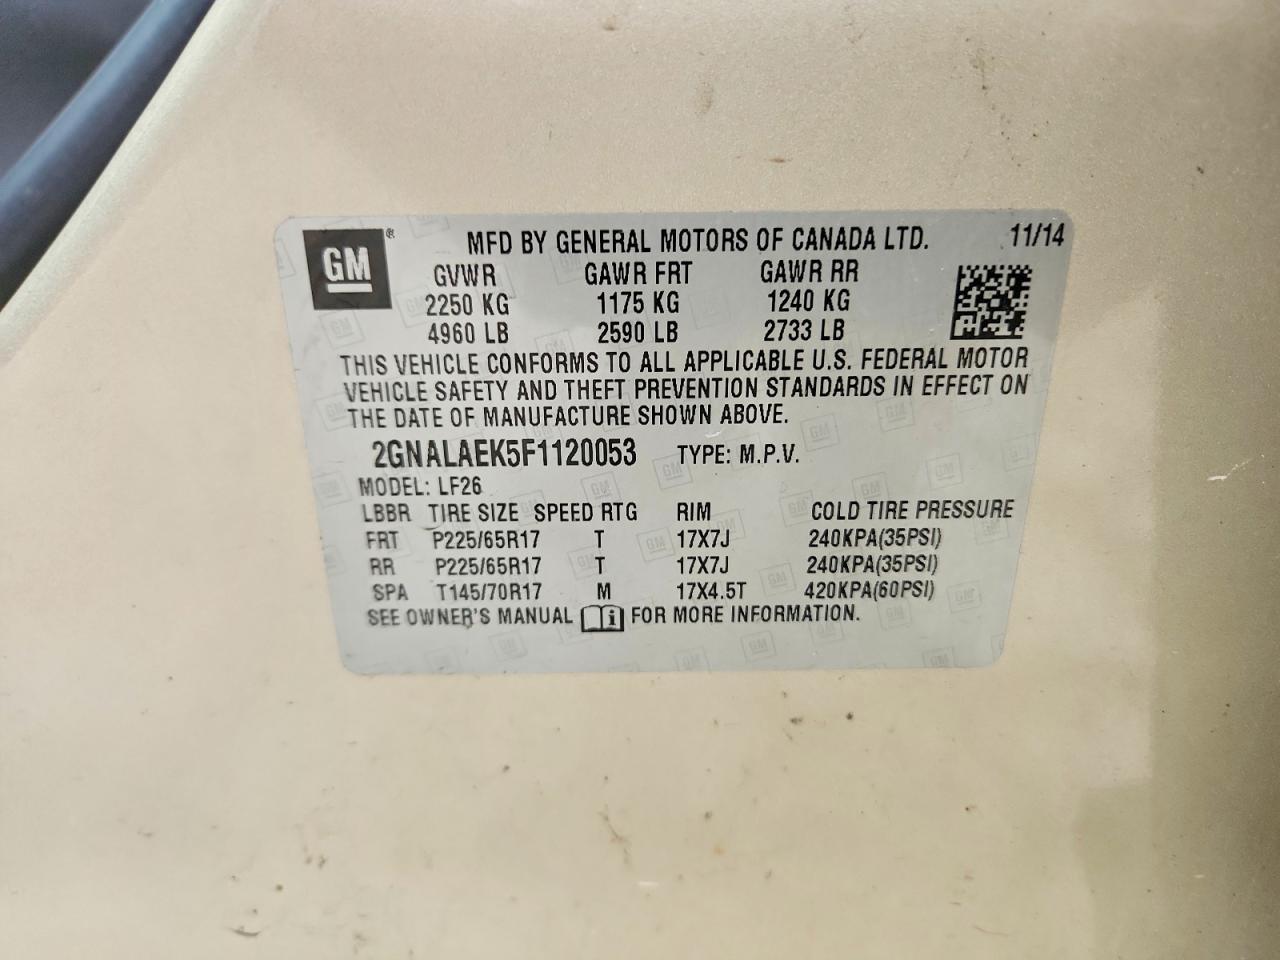 GM ® MFD BY GENERAL MOTORS OF CANADA LTD. 11/14
GVWR GAWR FRT GAWR RR
2250 KG 1175 KG 1240 KG
4960 LB 2590 LB 2733 LB
THIS VEHICLE CONFORMS TO ALL APPLICABLE U.S. FEDERAL MOTOR
VEHICLE SAFETY AND THEFT PREVENTION STANDARDS IN EFFECT ON
THE DATE OF MANUFACTURE SHOWN ABOVE.
2GNALAEK5F1120053 TYPE: M.P.V.
MODEL: LF26
LBBR TIRE SIZE SPEED RTG RIM COLD TIRE PRESSURE
FRT P225/65R17 T 17X7J 240KPA(35PSI)
RR P225/65R17 T 17X7J 240KPA(35PSI)
SPA T145/70R17 M 17X4.5T 420KPA(60PSI)
SEE OWNER'S MANUAL i FOR MORE INFORMATION.